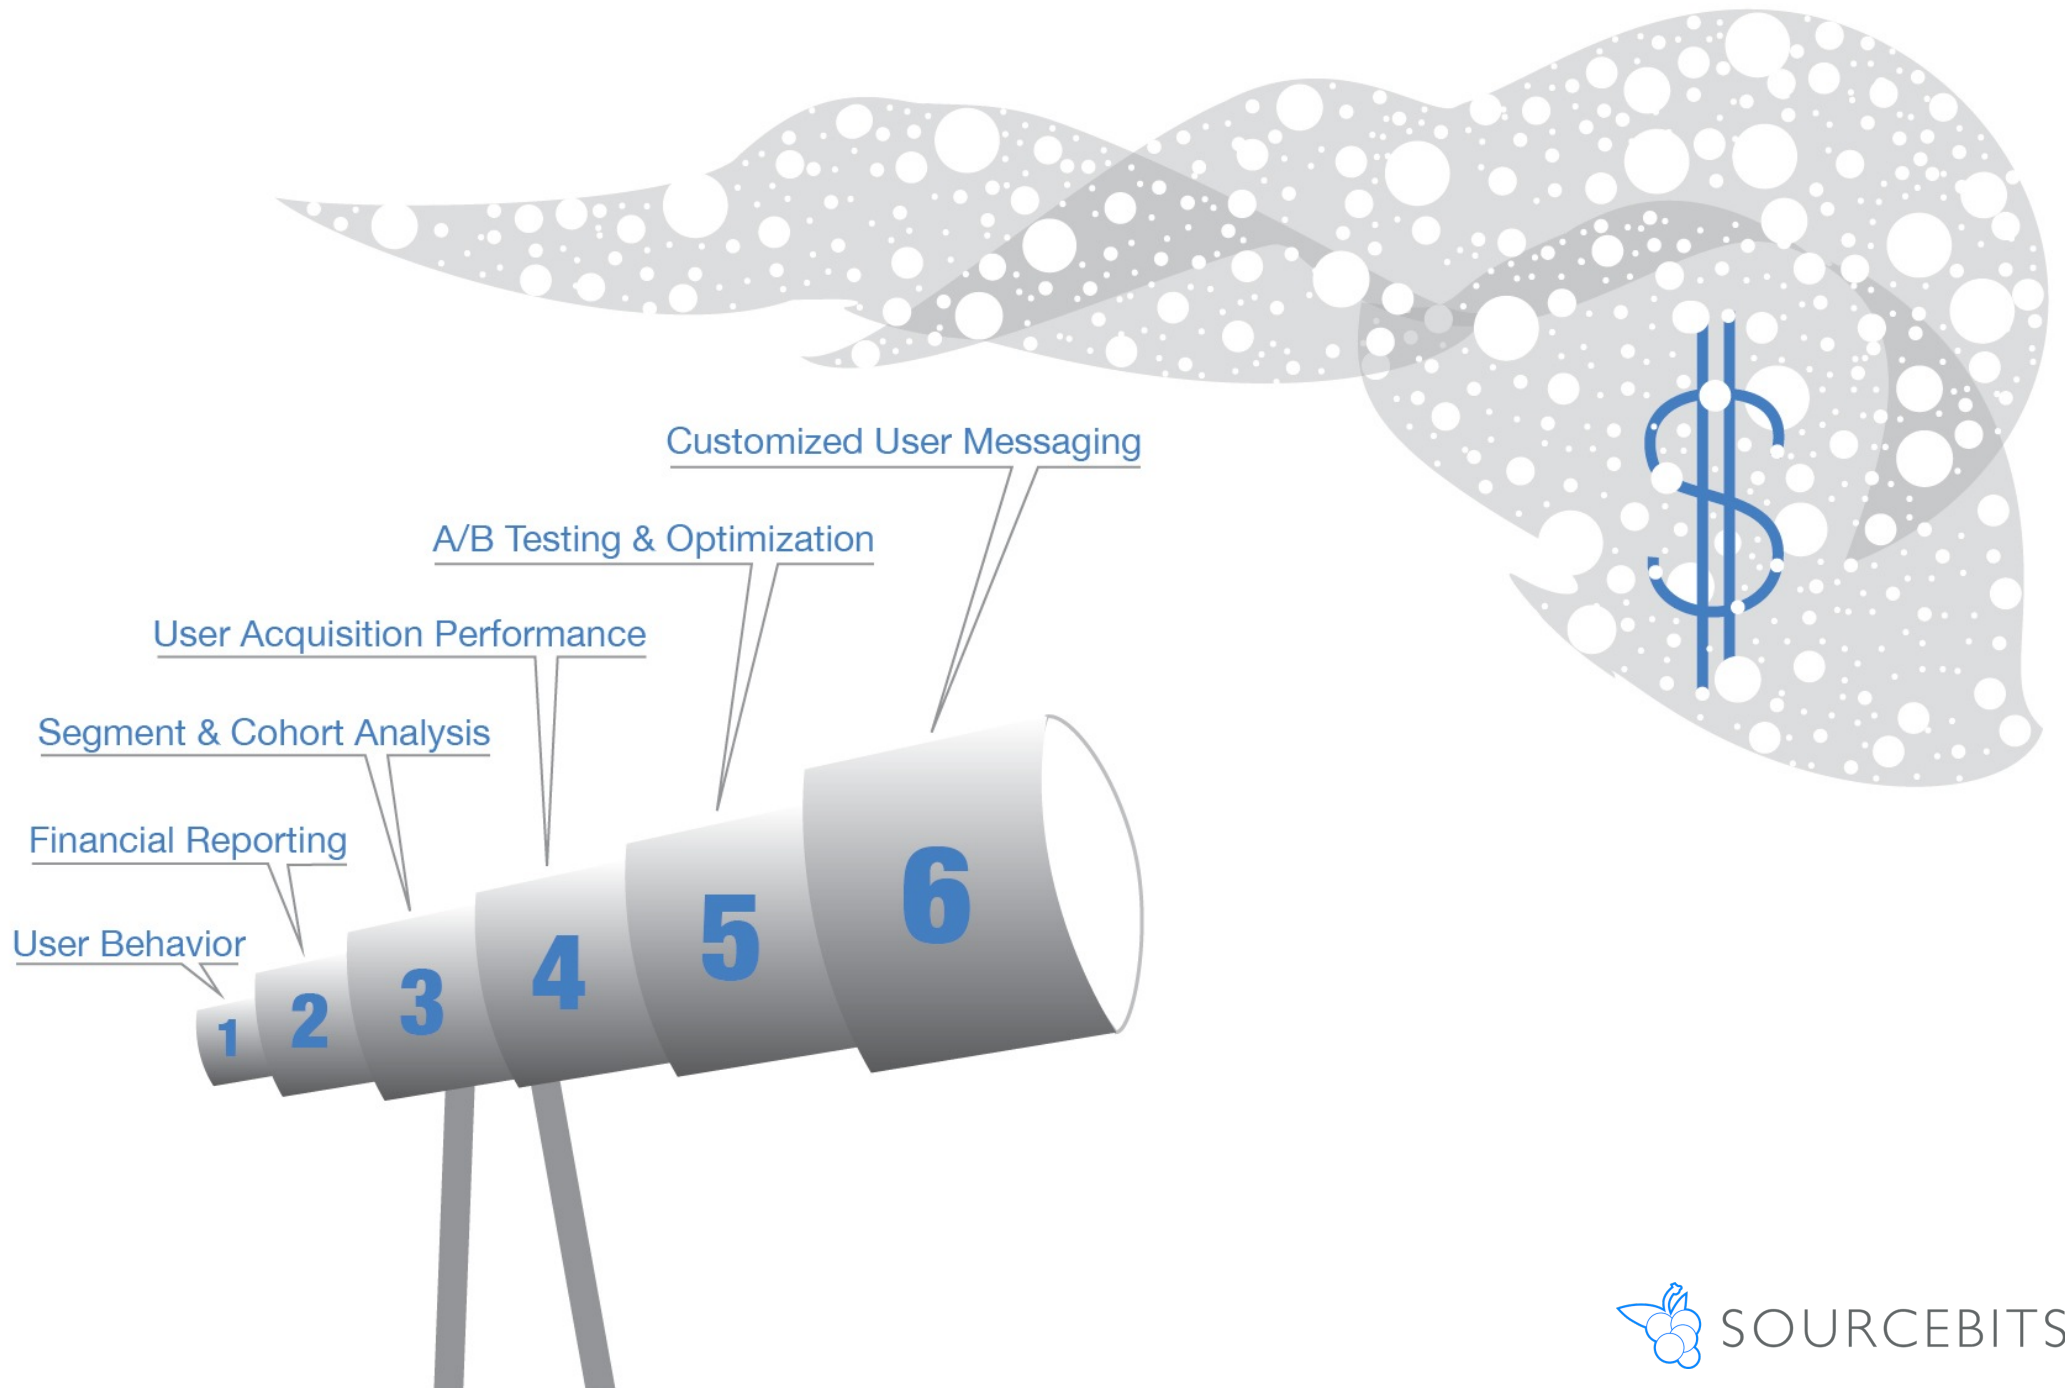 Customized User Messaging
A/B Testing & Optimization
User Acquisition Performance
Segment & Cohort Analysis
Financial Reporting
User Behavior
1
2
3
4
5
6
$
SOURCEBITS